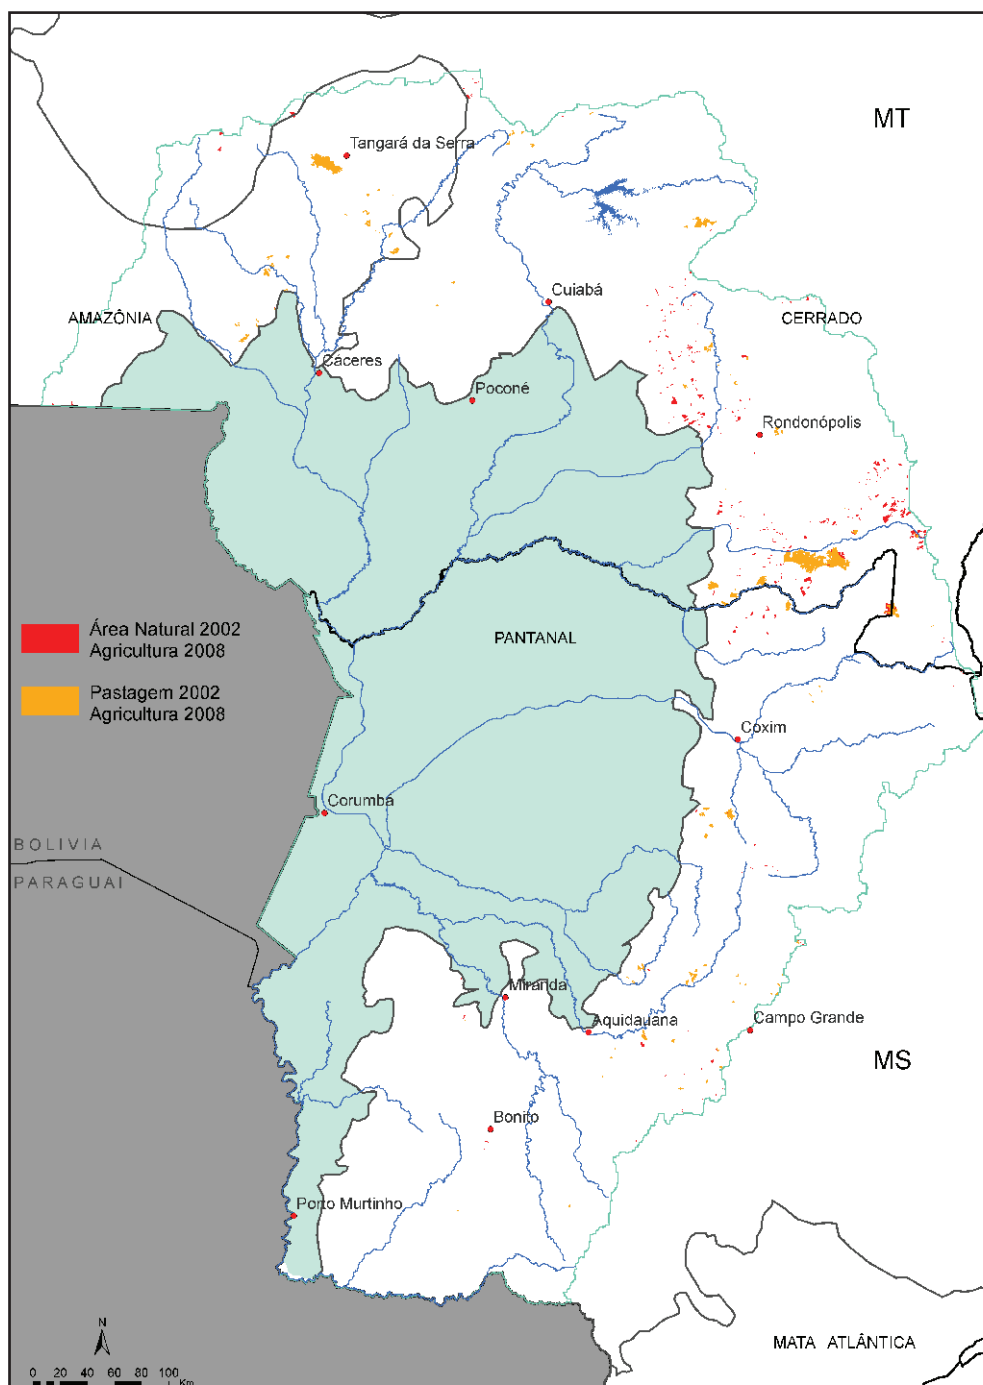 MT
Tangará da Serra
Cuiabá
AMAZÔNIA
CERRADO
Cáceres
Poconé
Rondonópolis
Área Natural 2002
Agricultura 2008
PANTANAL
Pastagem 2002
Agricultura 2008
Coxim
Corumbá
BOLIVIA
PARAGUAI
Miranda
Aquidauana
Campo Grande
MS
Bonito
Porto Murtinho
N
MATA ATLÂNTICA
0 20 40 60 80 100
Km